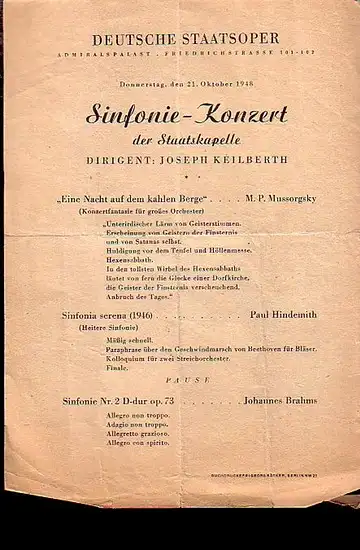 DEUTSCHE STAATSOPER
ADMIRALSPALAST . FRIEDRICHSTRASSE 101-102
Donnerstag, den 21. Oktober 1948
Sinfonie-Konzert
der Staatskapelle
DIRIGENT: JOSEPH KEILBERTH
„Eine Nacht auf dem kahlen Berge“ . . . . M. P. Mussorgsky
(Konzertfantasie für großes Orchester)
„Unterirdischer Lärm von Geisterstimmen.
Erscheinung von Geistern der Finsternis
und von Satanas selbst.
Huldigung vor dem Teufel und Höllenmesse.
Hexensabbath.
In den tollsten Wirbel des Hexensabbaths
läutet von fern die Glocke einer Dorfkirche,
die Geister der Finsternis verscheuchend.
Anbruch des Tages.“
Sinfonia serena (1946) . . . . . . . . . . Paul Hindemith
(Heitere Sinfonie)
Mäßig schnell.
Paraphrase über den Geschwindmarsch von Beethoven für Bläser.
Kolloquium für zwei Streichorchester.
Finale.
PAUSE
Sinfonie Nr. 2 D-dur op. 73 . . . . . . . Johannes Brahms
Allegro non troppo.
Adagio non troppo.
Allegretto grazioso.
Allegro con spirito.